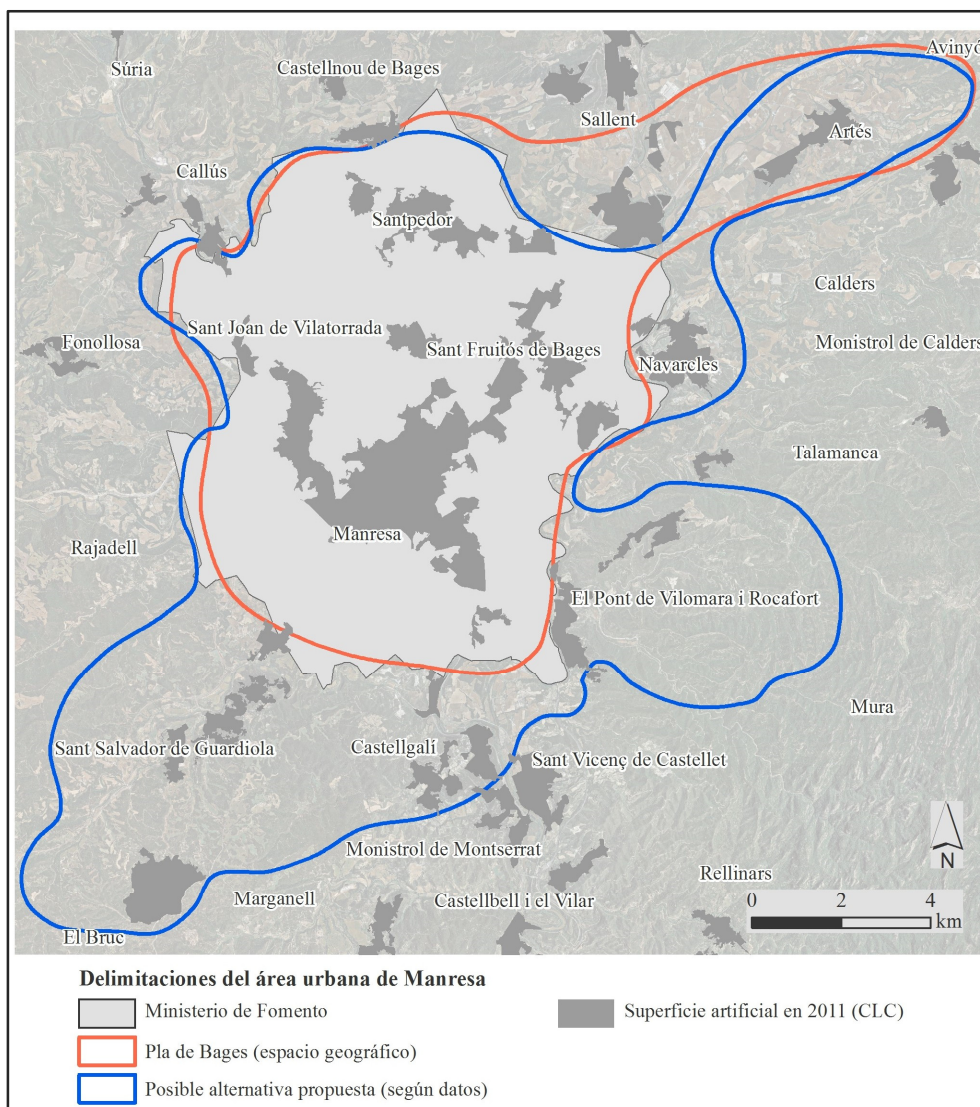 Avinyó
Súria
Castellnou de Bages
Sallent
Artés
Callús
Santpedor
Calders
Sant Joan de Vilatorrada
Fonollosa
Sant Fruitós de Bages
Monistrol de Calders
Navarcles
Talamanca
Manresa
Rajadell
El Pont de Vilomara i Rocafort
Mura
Sant Salvador de Guardiola
Castellgalí
Sant Vicenç de Castellet
Monistrol de Montserrat
Rellinars
Marganell
Castellbell i el Vilar
El Bruc
N
0 2 4
km
Delimitaciones del área urbana de Manresa
Ministerio de Fomento
Superficie artificial en 2011 (CLC)
Pla de Bages (espacio geográfico)
Posible alternativa propuesta (según datos)